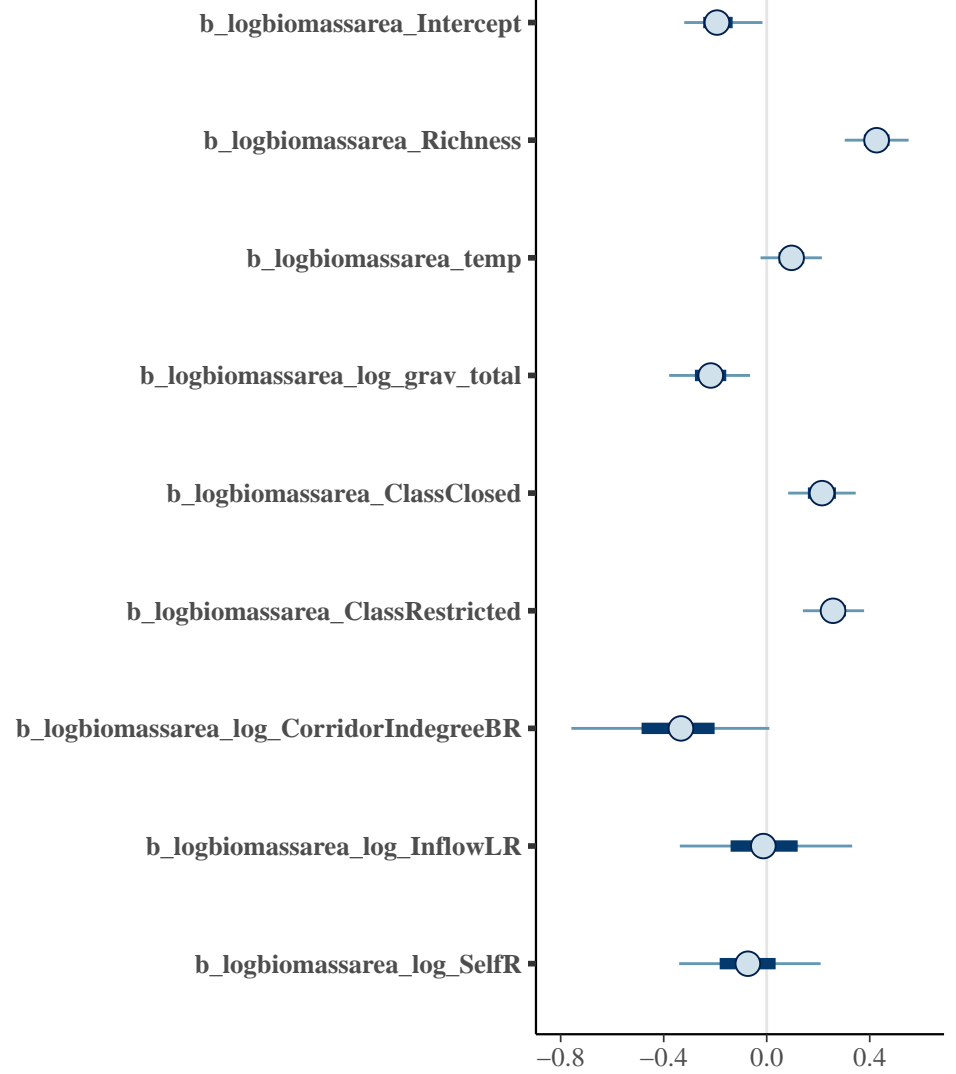 b_logbiomassarea_Intercept
b_logbiomassarea_Richness
b_logbiomassarea_temp
b_logbiomassarea_log_grav_total
b_logbiomassarea_ClassClosed
b_logbiomassarea_ClassRestricted
b_logbiomassarea_log_CorridorIndegreeBR
b_logbiomassarea_log_InflowLR
b_logbiomassarea_log_SelfR
−0.8 −0.4 0.0 0.4